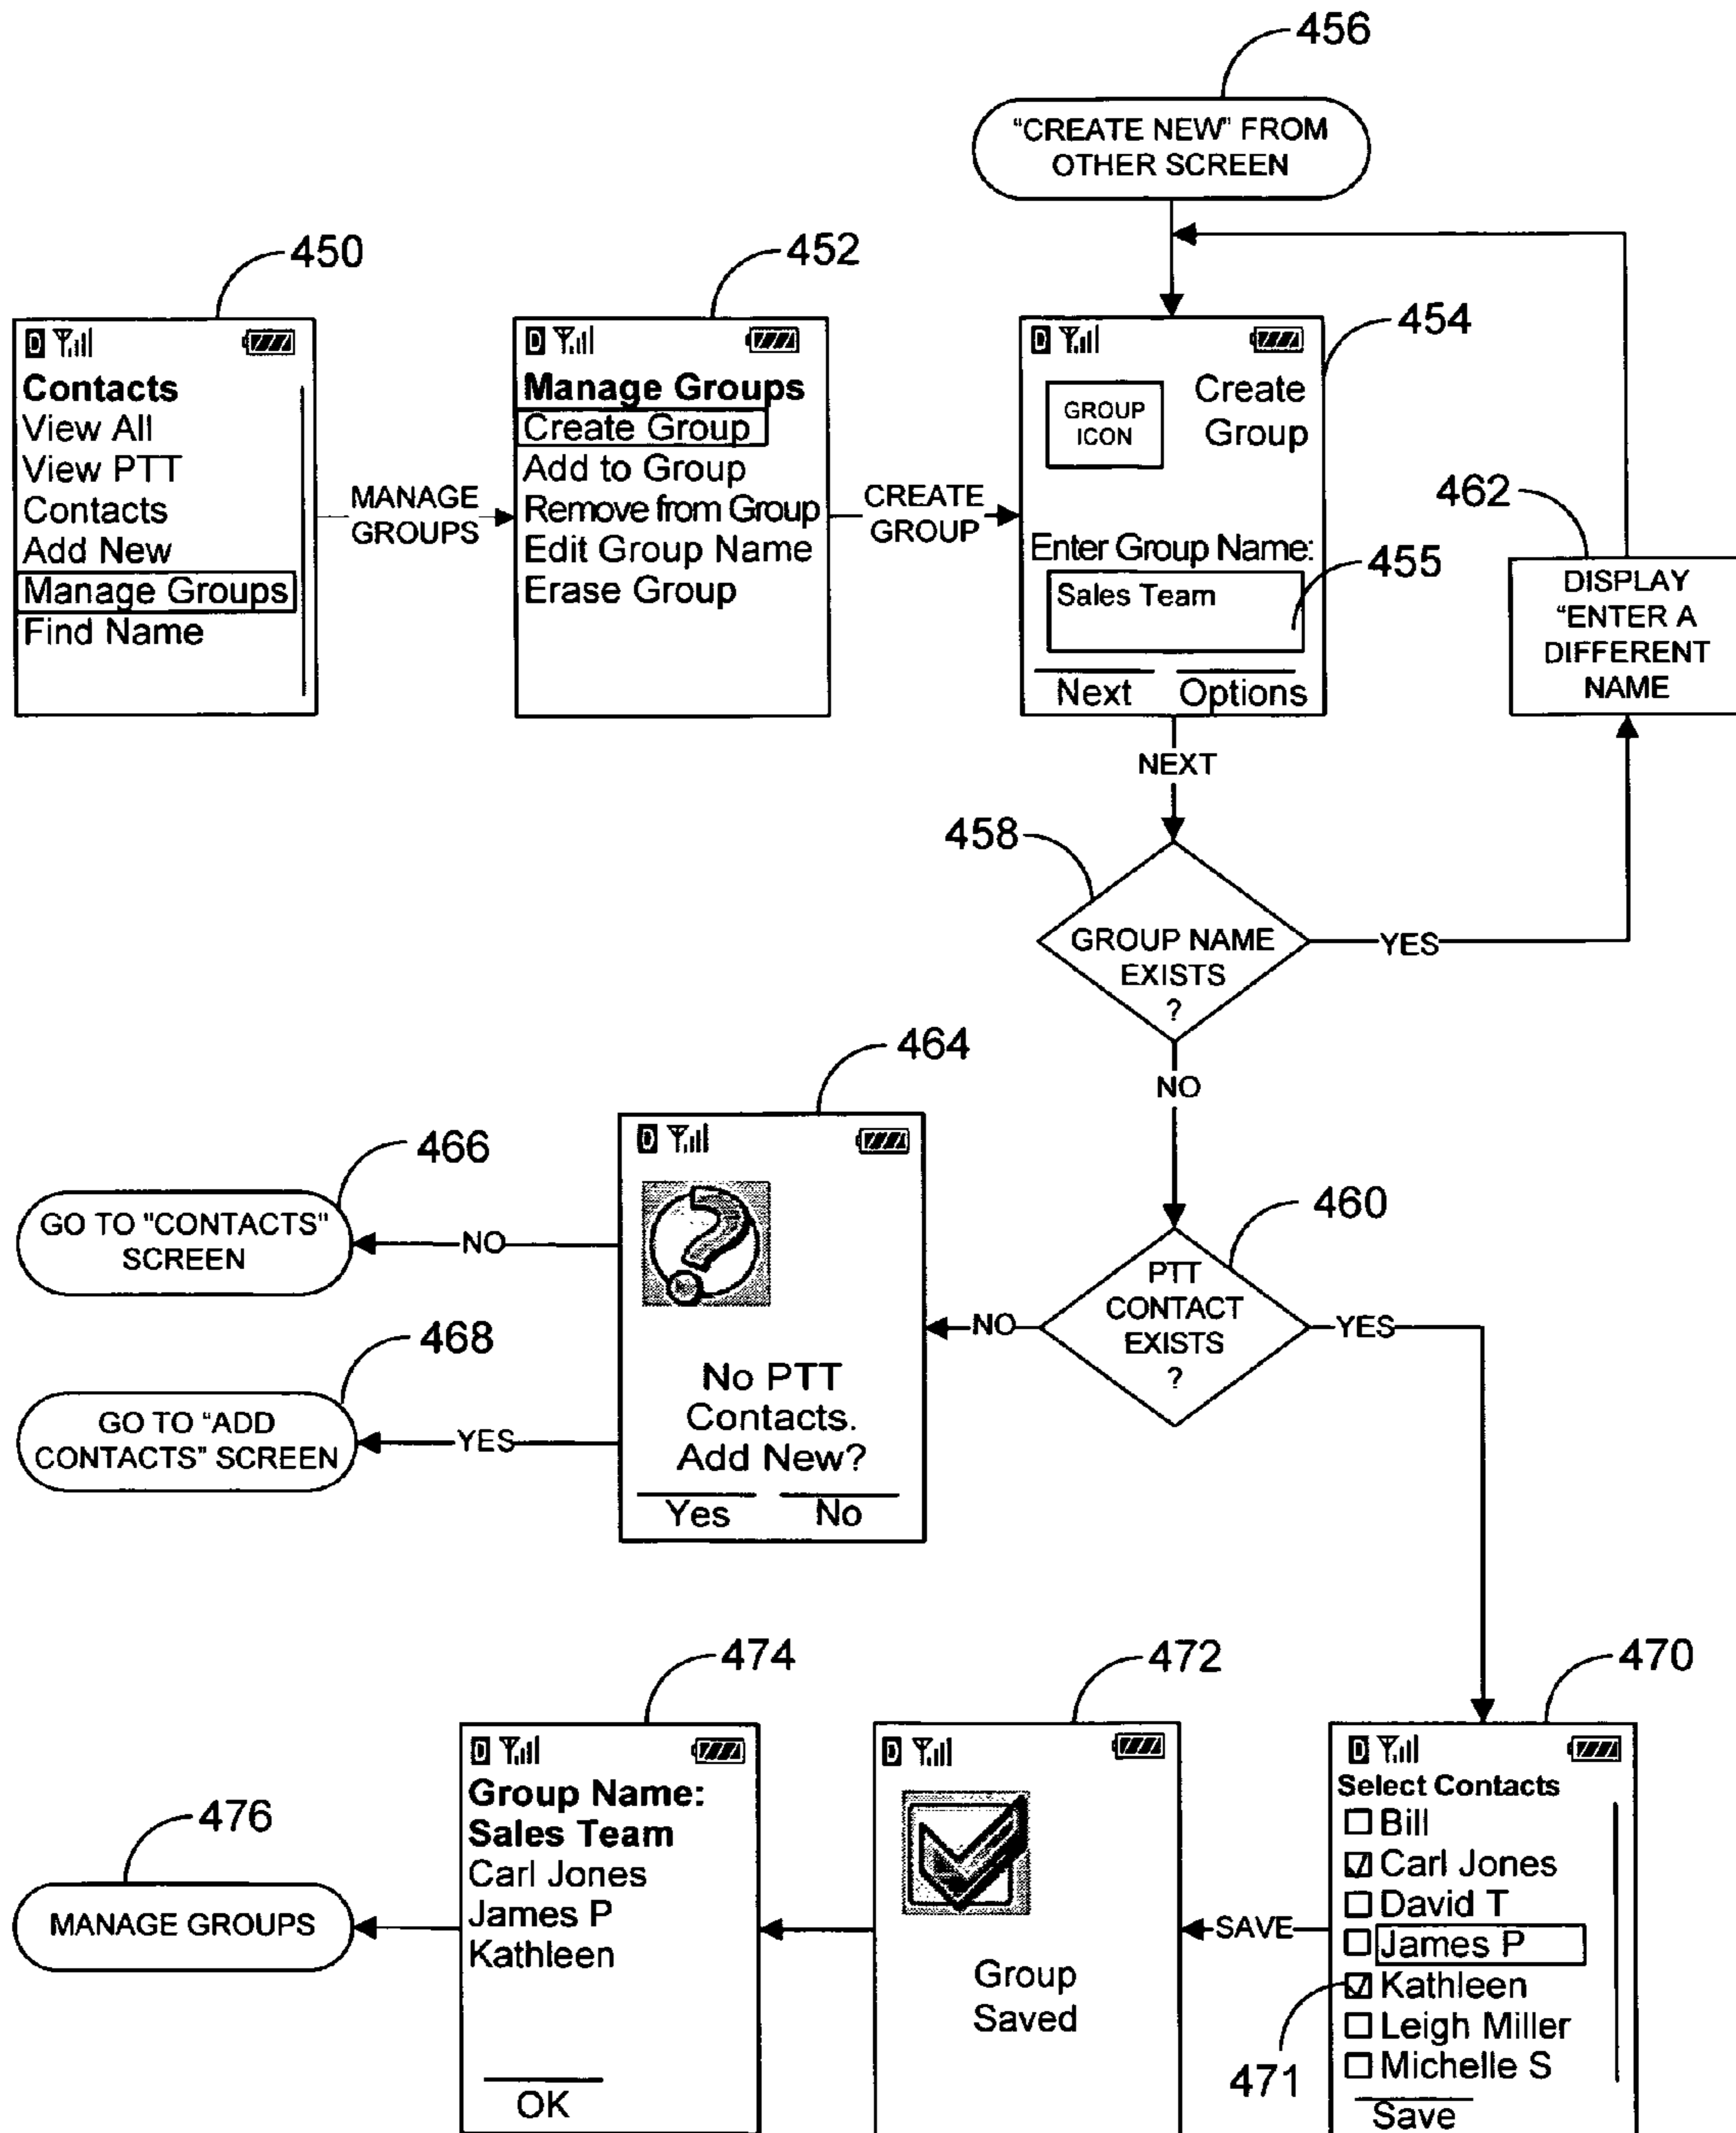 456
"CREATE NEW" FROM
OTHER SCREEN
450
D
Contacts
View All
View PTT
Contacts
Add New
Manage Groups
Find Name
MANAGE
GROUPS
452
D
Manage Groups
Create Group
Add to Group
Remove from Group
Edit Group Name
Erase Group
CREATE
GROUP
454
D
GROUP
ICON
Create
Group
Enter Group Name:
455
Sales Team
Next Options
462
DISPLAY
"ENTER A
DIFFERENT
NAME
NEXT
458
GROUP NAME
EXISTS
?
YES
NO
464
D
No PTT
Contacts.
Add New?
Yes No
466
GO TO "CONTACTS"
SCREEN
NO
468
GO TO "ADD
CONTACTS" SCREEN
YES
460
PTT
CONTACT
EXISTS
?
NO
YES
470
D
Select Contacts
Bill
Carl Jones
David T
James P
Kathleen
Leigh Miller
Michelle S
Save
471
SAVE
472
D
Group
Saved
474
D
Group Name:
Sales Team
Carl Jones
James P
Kathleen
OK
476
MANAGE GROUPS